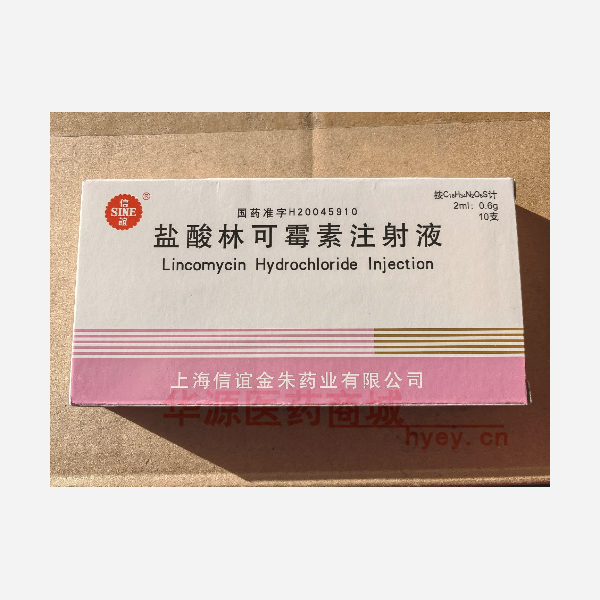 信
SINE
谊
®
国药准字H20045910
按C₁₈H₃₄N₂O₆S计
2ml：0.6g
10支
盐酸林可霉素注射液
Lincomycin Hydrochloride Injection
上海信谊金朱药业有限公司
华源医药商城
hyey.cn